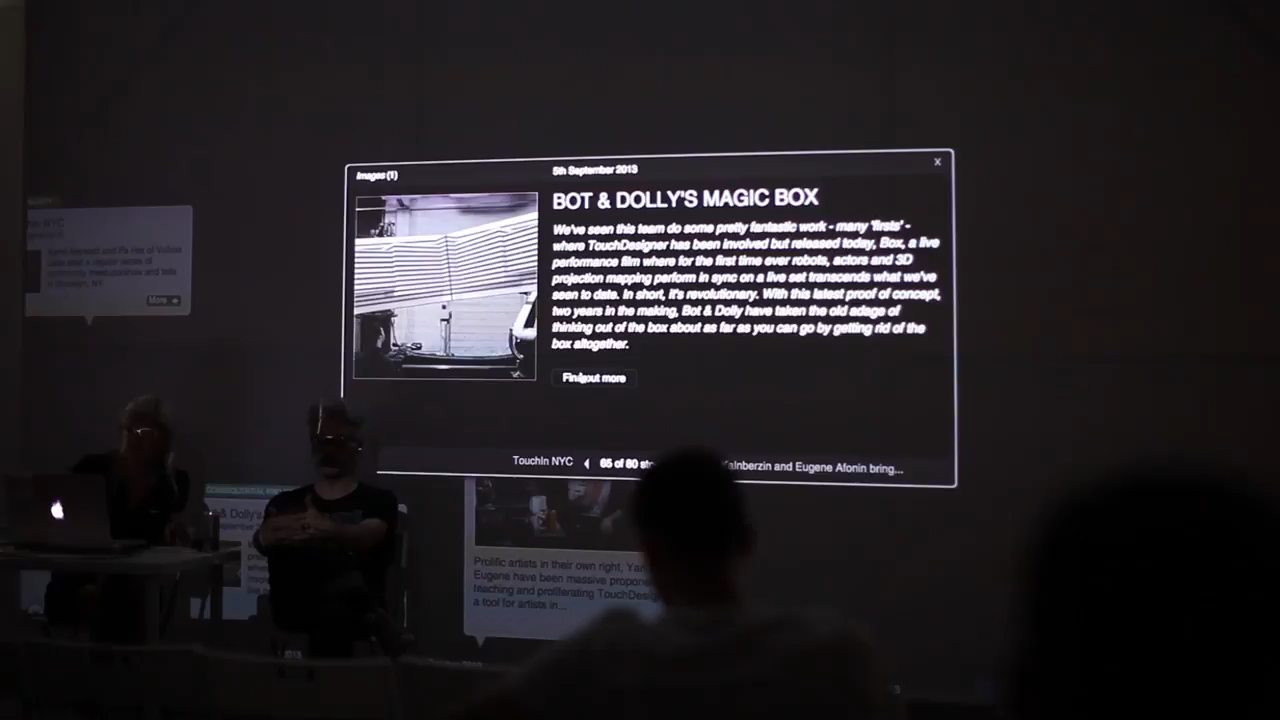 Images (1)
5th September 2013
x
BOT & DOLLY'S MAGIC BOX
We've seen this team do some pretty fantastic work - many 'firsts' -
where TouchDesigner has been involved but released today, Box, a live
performance film where for the first time ever robots, actors and 3D
projection mapping perform in sync on a live set transcends what we've
seen to date. In short, it's revolutionary. With this latest proof of concept,
two years in the making, Bot & Dolly have taken the old adage of
thinking out of the box about as far as you can go by getting rid of the
box altogether.
Find out more
TouchIn NYC
65 of 80 sto
and Eugene Afonin bring...
NYC
More
& Dolly's
Prolific artists in their own right, Yan
Eugene have been massive propone
teaching and proliferating TouchDesig
a tool for artists in...